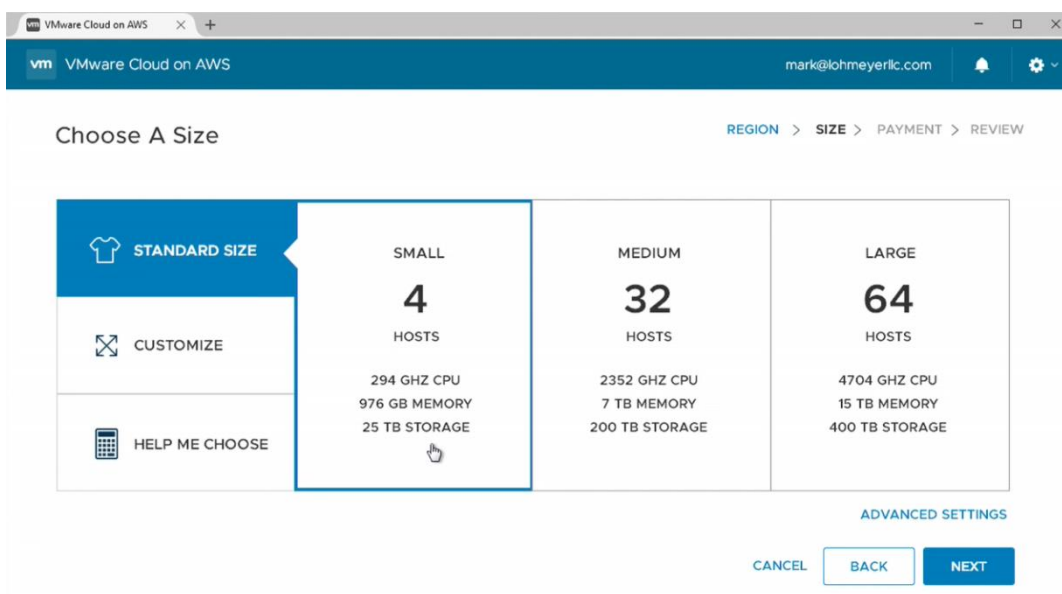 vm VMware Cloud on AWS
vm VMware Cloud on AWS mark@lohmeyerllc.com
Choose A Size
REGION > SIZE > PAYMENT > REVIEW
STANDARD SIZE
CUSTOMIZE
HELP ME CHOOSE
SMALL
4
HOSTS
294 GHZ CPU
976 GB MEMORY
25 TB STORAGE
MEDIUM
32
HOSTS
2352 GHZ CPU
7 TB MEMORY
200 TB STORAGE
LARGE
64
HOSTS
4704 GHZ CPU
15 TB MEMORY
400 TB STORAGE
ADVANCED SETTINGS
CANCEL BACK NEXT